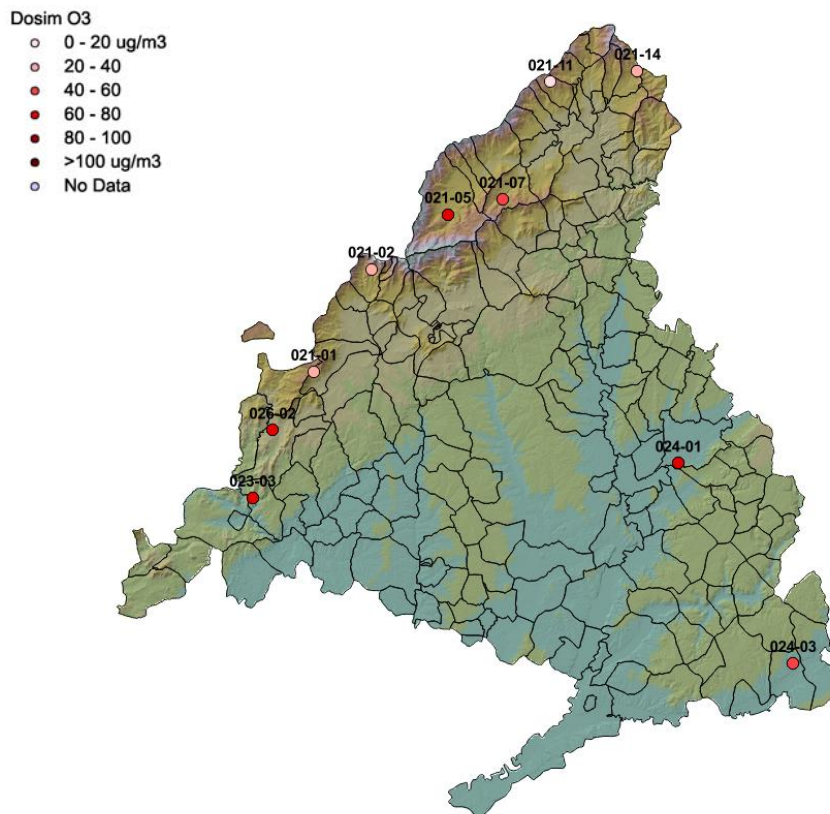 Dosim O3
0 - 20 ug/m3
20 - 40
40 - 60
60 - 80
80 - 100
>100 ug/m3
No Data
021-14
021-11
021-07
021-05
021-02
021-01
026-02
024-01
023-03
024-03